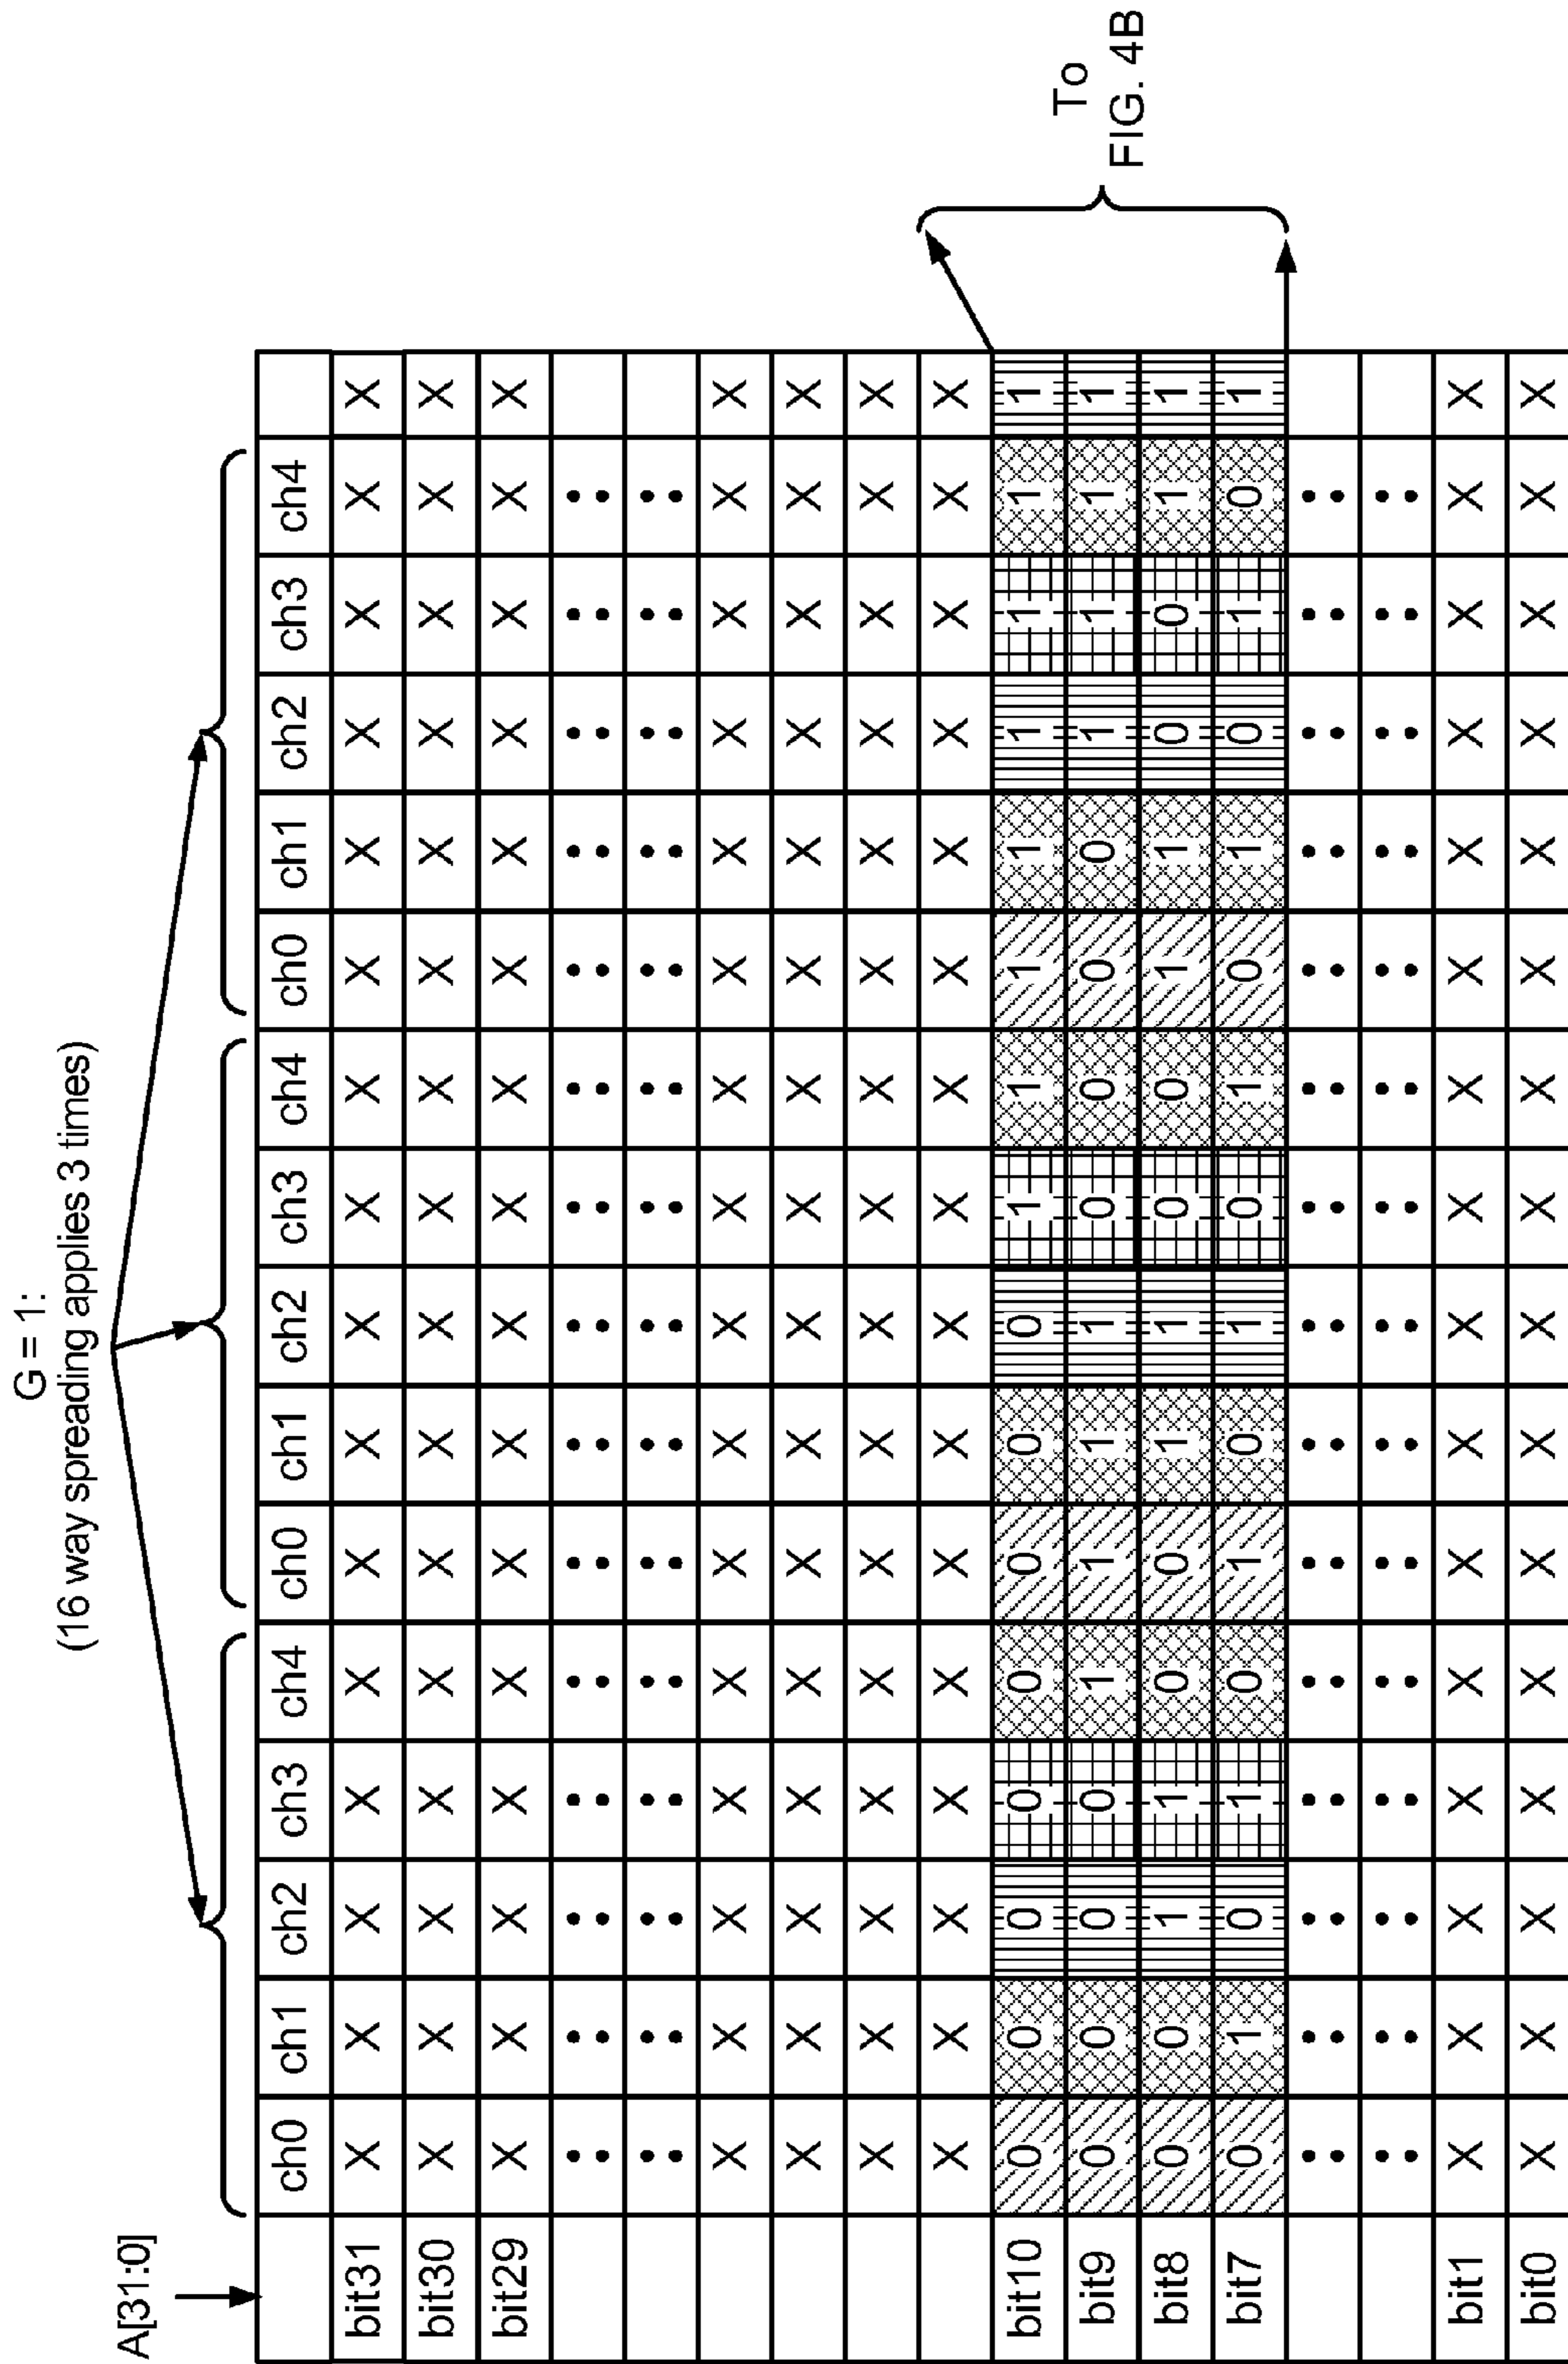 G = 1:
(16 way spreading applies 3 times)
A[31:0]
ch0 ch1 ch2 ch3 ch4 ch0 ch1 ch2 ch3 ch4 ch0 ch1 ch2 ch3 ch4
bit31 X X X X X X X X X X X X X X X X
bit30 X X X X X X X X X X X X X X X X
bit29 X X X X X X X X X X X X X X X X
X X X X X X X X X X X X X X X X
X X X X X X X X X X X X X X X X
X X X X X X X X X X X X X X X X
X X X X X X X X X X X X X X X X
bit10 0 0 0 0 0 0 0 0 1 1 1 1 1 1 1 1
bit9 0 0 0 0 1 1 1 1 0 0 0 0 1 1 1 1
bit8 0 0 1 1 0 0 1 1 0 0 1 1 0 0 1 1
bit7 0 1 0 1 0 1 0 1 0 1 0 1 0 1 0 1
bit1 X X X X X X X X X X X X X X X X
bit0 X X X X X X X X X X X X X X X X
To
FIG. 4B